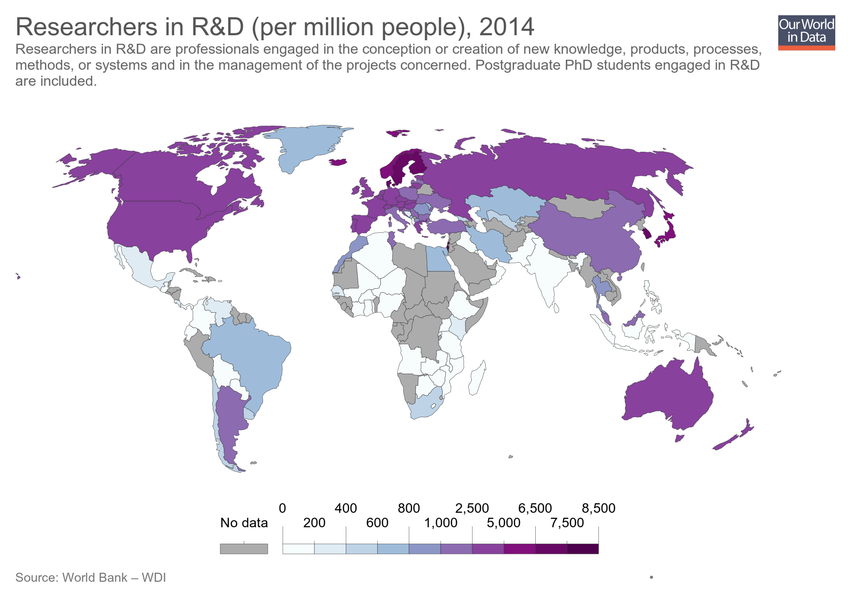 Researchers in R&D (per million people), 2014
Our World
in Data
Researchers in R&D are professionals engaged in the conception or creation of new knowledge, products, processes,
methods, or systems and in the management of the projects concerned. Postgraduate PhD students engaged in R&D
are included.
0 400 800 2,500 6,500 8,500
No data 200 600 1,000 5,000 7,500
Source: World Bank – WDI